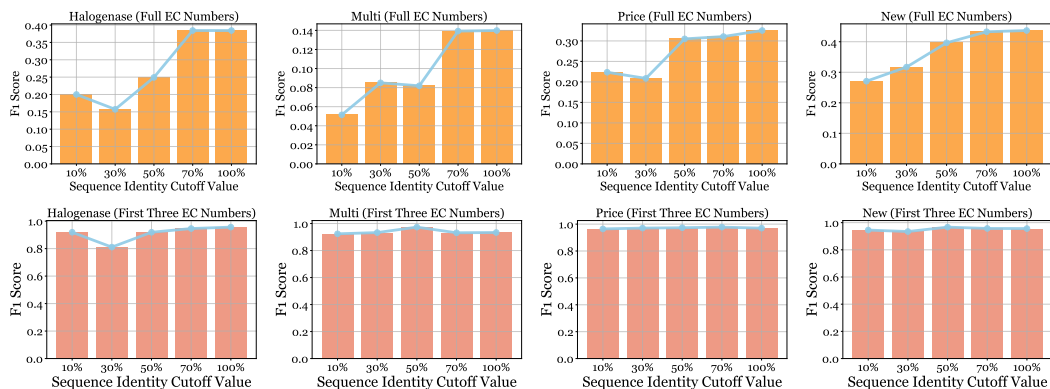 Halogenase (Full EC Numbers)
F1 Score
0.40
0.35
0.30
0.25
0.20
0.15
0.10
0.05
0.00
10% 30% 50% 70% 100%
Sequence Identity Cutoff Value
Multi (Full EC Numbers)
F1 Score
0.14
0.12
0.10
0.08
0.06
0.04
0.02
0.00
10% 30% 50% 70% 100%
Sequence Identity Cutoff Value
Price (Full EC Numbers)
F1 Score
0.30
0.25
0.20
0.15
0.10
0.05
0.00
10% 30% 50% 70% 100%
Sequence Identity Cutoff Value
New (Full EC Numbers)
F1 Score
0.4
0.3
0.2
0.1
0.0
10% 30% 50% 70% 100%
Sequence Identity Cutoff Value
Halogenase (First Three EC Numbers)
F1 Score
1.0
0.8
0.6
0.4
0.2
0.0
10% 30% 50% 70% 100%
Sequence Identity Cutoff Value
Multi (First Three EC Numbers)
F1 Score
1.0
0.8
0.6
0.4
0.2
0.0
10% 30% 50% 70% 100%
Sequence Identity Cutoff Value
Price (First Three EC Numbers)
F1 Score
1.0
0.8
0.6
0.4
0.2
0.0
10% 30% 50% 70% 100%
Sequence Identity Cutoff Value
New (First Three EC Numbers)
F1 Score
1.0
0.8
0.6
0.4
0.2
0.0
10% 30% 50% 70% 100%
Sequence Identity Cutoff Value